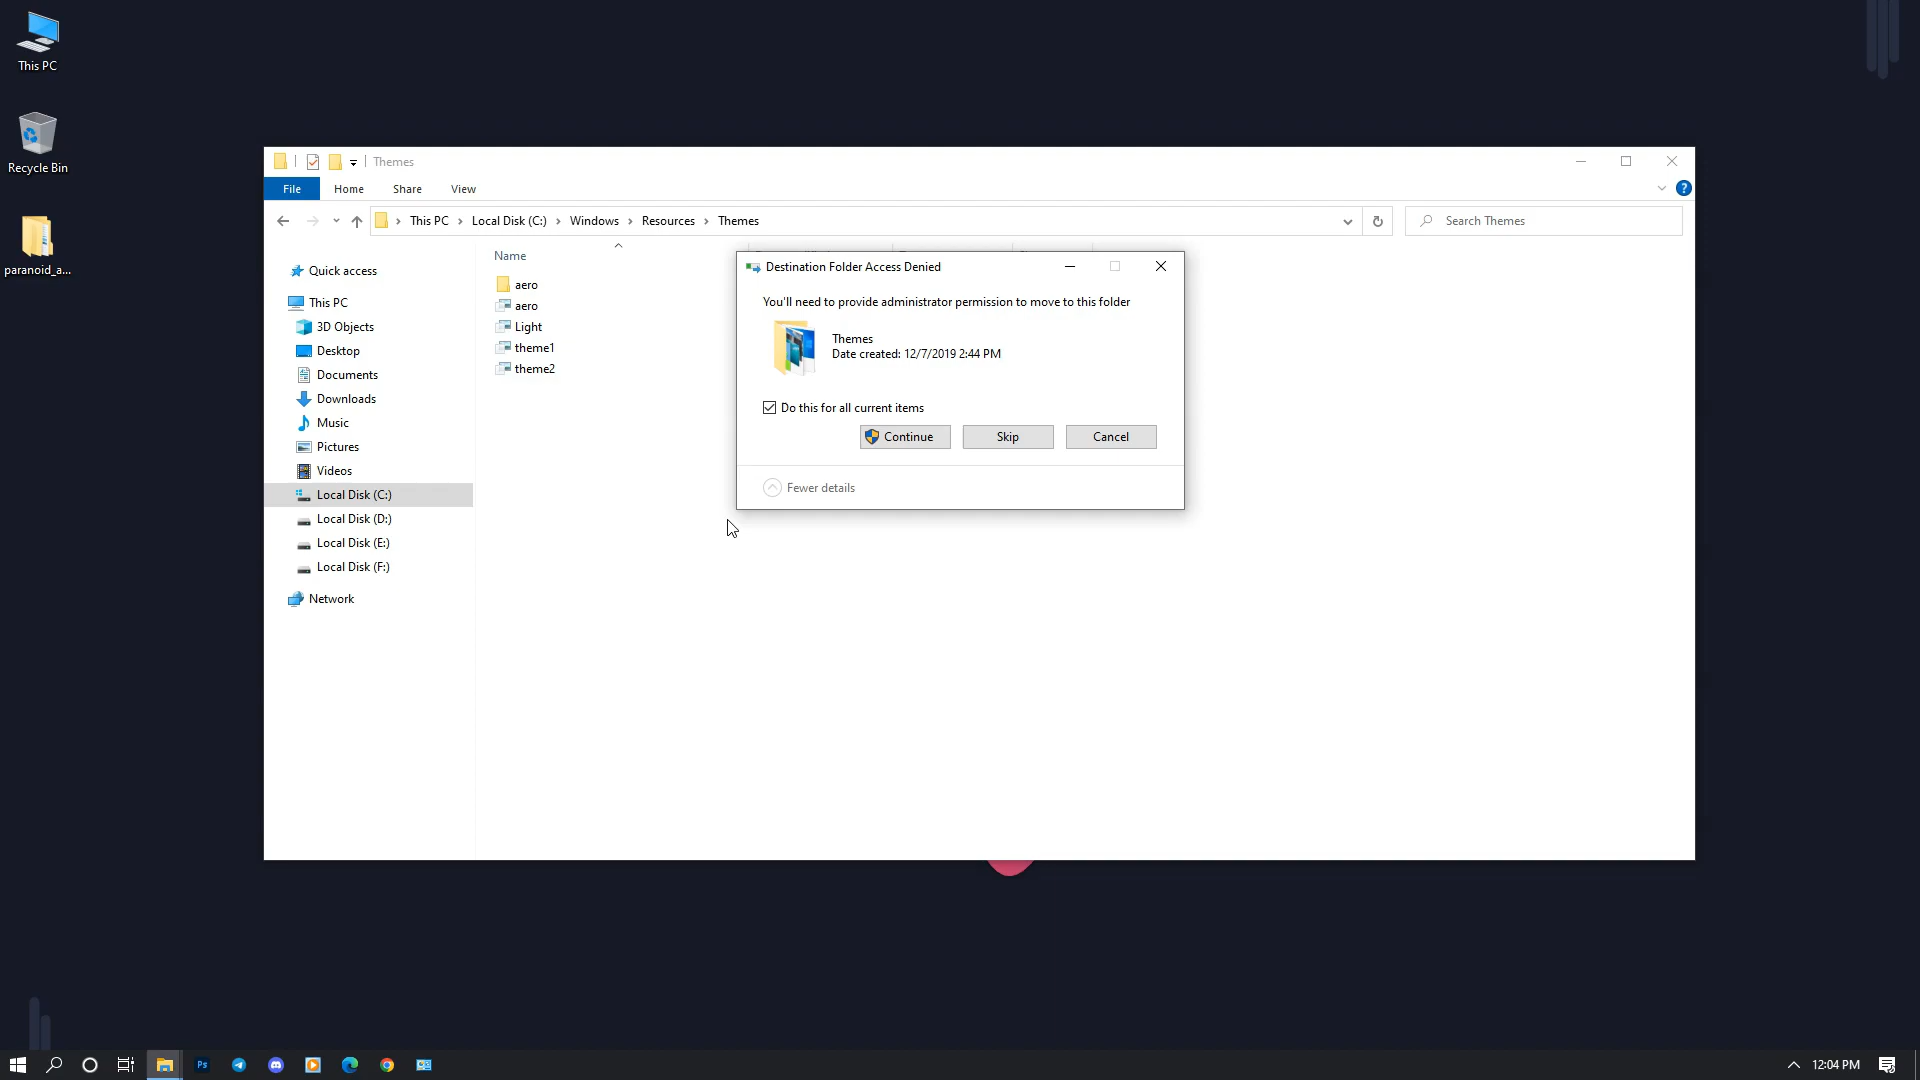 This PC
Recycle Bin
paranoid_a...
Themes
File
Home
Share
View
This PC
Local Disk (C:)
Windows
Resources
Themes
Search Themes
Quick access
This PC
3D Objects
Desktop
Documents
Downloads
Music
Pictures
Videos
Local Disk (C:)
Local Disk (D:)
Local Disk (E:)
Local Disk (F:)
Network
Name
aero
aero
Light
theme1
theme2
Destination Folder Access Denied
You'll need to provide administrator permission to move to this folder
Themes
Date created: 12/7/2019 2:44 PM
Do this for all current items
Continue
Skip
Cancel
Fewer details
Ps
12:04 PM